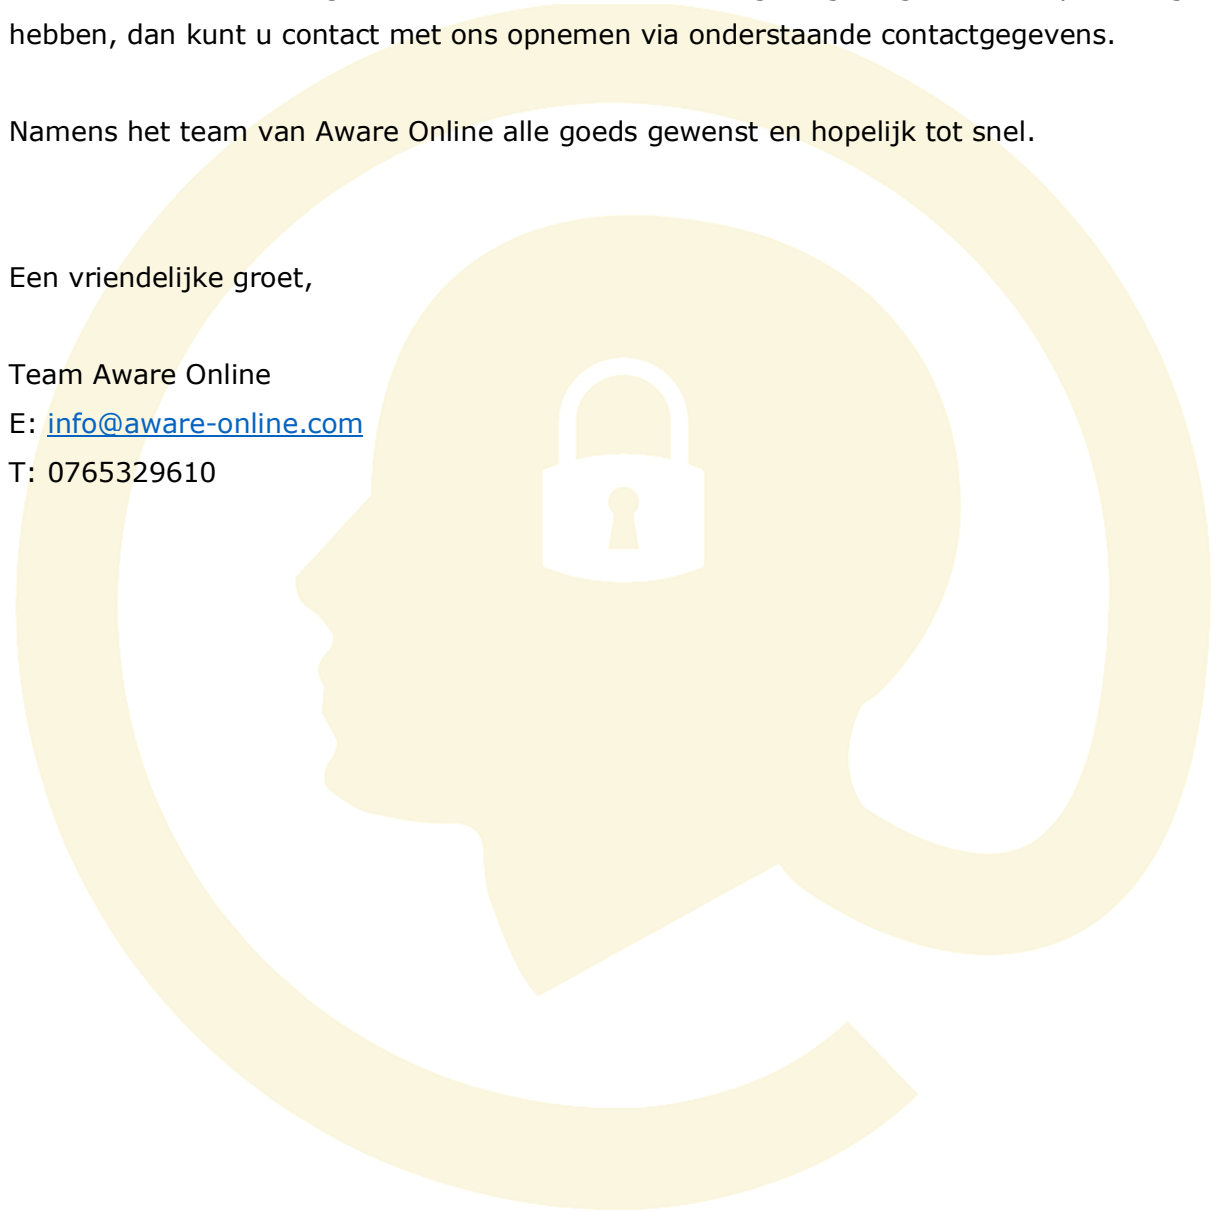 hebben, dan kunt u contact met ons opnemen via onderstaande contactgegevens.
Namens het team van Aware Online alle goeds gewenst en hopelijk tot snel.
Een vriendelijke groet,
Team Aware Online
E: info@aware-online.com
T: 0765329610